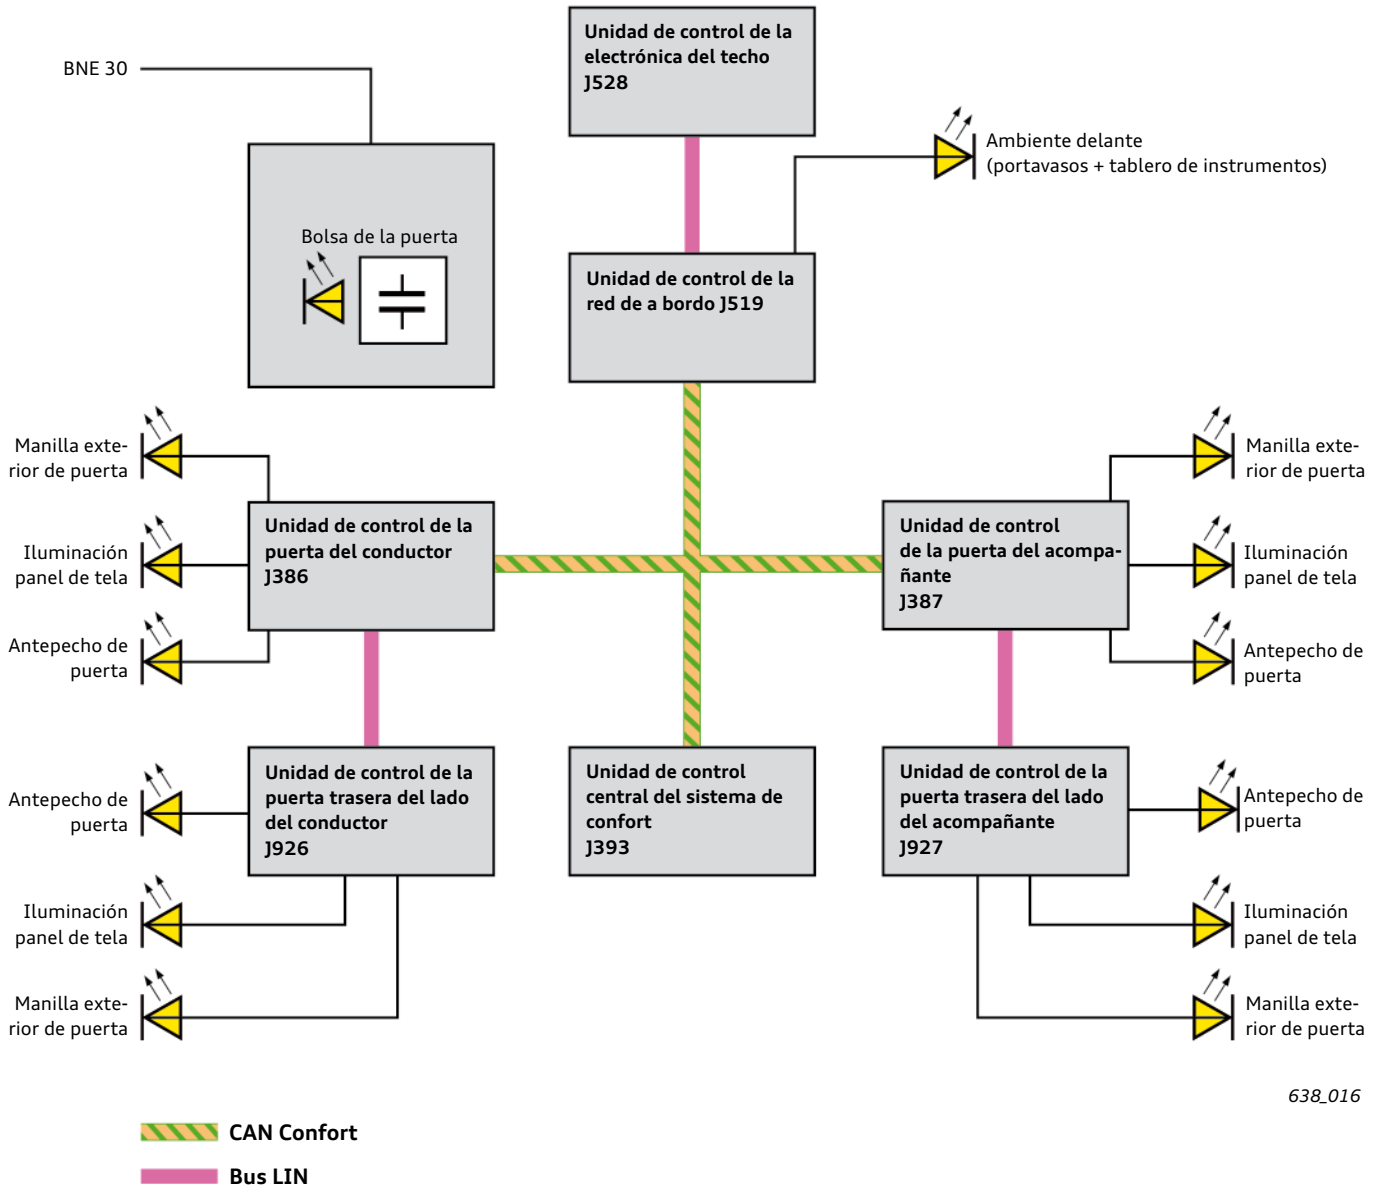 Unidad de control de la
electrónica del techo
J528
BNE 30
Ambiente delante
(portavasos + tablero de instrumentos)
Bolsa de la puerta
Unidad de control de la
red de a bordo J519
Manilla exte-
rior de puerta
Iluminación
panel de tela
Antepecho de
puerta
Unidad de control de la
puerta del conductor
J386
Unidad de control
de la puerta del acompa-
ñante
J387
Manilla exte-
rior de puerta
Iluminación
panel de tela
Antepecho de
puerta
Antepecho de
puerta
Iluminación
panel de tela
Manilla exte-
rior de puerta
Unidad de control de la
puerta trasera del lado
del conductor
J926
Unidad de control
central del sistema de
confort
J393
Unidad de control de la
puerta trasera del lado
del acompañante
J927
Antepecho de
puerta
Iluminación
panel de tela
Manilla exte-
rior de puerta
638_016
CAN Confort
Bus LIN